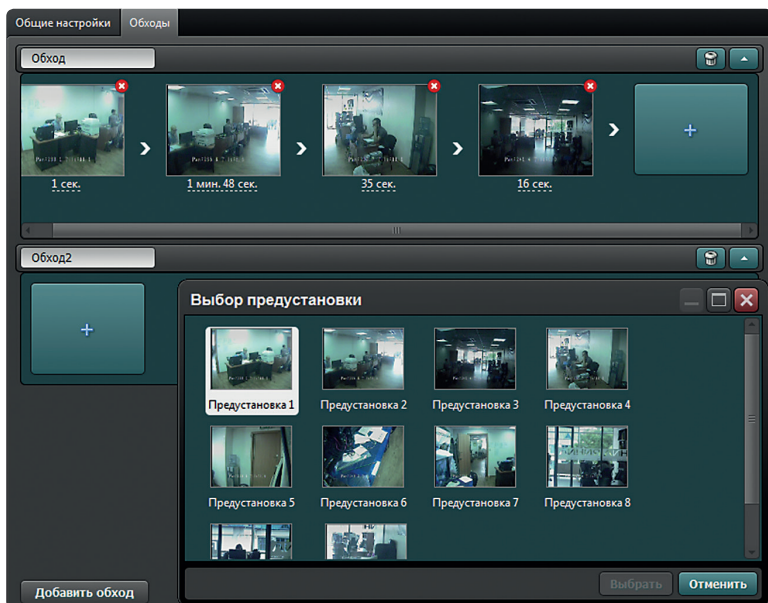 Общие настройки Обходы
Обход
1 сек. 1 мин. 48 сек. 35 сек. 16 сек.
Обход2
Выбор предустановки
Предустановка 1 Предустановка 2 Предустановка 3 Предустановка 4
Предустановка 5 Предустановка 6 Предустановка 7 Предустановка 8
Добавить обход
Выбрать Отменить